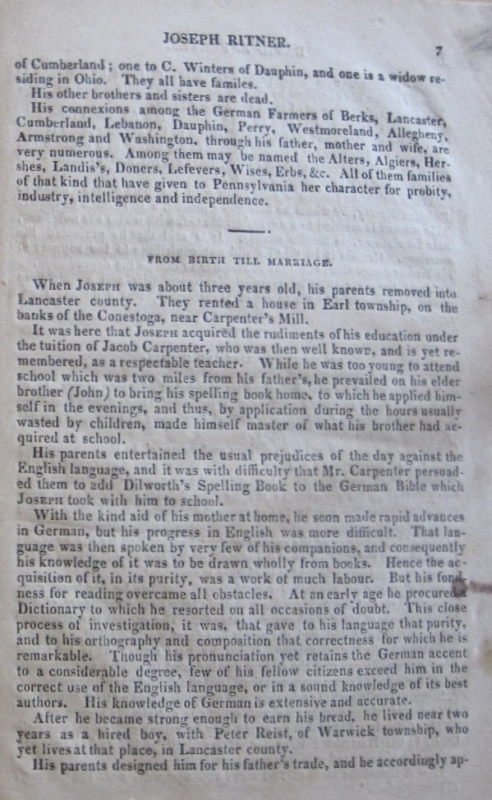 JOSEPH RITNER. 7
of Cumberland; one to C. Winters of Dauphin, and one is a widow re-
siding in Ohio. They all have familes.
His other brothers and sisters are dead.
His connexions among the German Farmers of Berks, Lancaster,
Cumberland, Lebanon, Dauphin, Perry, Westmoreland, Allegheny,
Armstrong and Washington, through his father, mother and wife, are
very numerous. Among them may be named the Alters, Algiers, Her-
shes, Landis's, Doners, Lefevers, Wises, Erbs, &c. All of them families
of that kind that have given to Pennsylvania her character for probity,
industry, intelligence and independence.
FROM BIRTH TILL MARRIAGE.
When JOSEPH was about three years old, his parents removed into
Lancaster county. They rented a house in Earl township, on the
banks of the Conestoga, near Carpenter's Mill.
It was here that JOSEPH acquired the rudiments of his education under
the tuition of Jacob Carpenter, who was then well known, and is yet re-
membered, as a respectable teacher. While he was too young to attend
school which was two miles from his father's, he prevailed on his elder
brother (John) to bring his spelling book home, to which he applied him-
self in the evenings, and thus, by application during the hours usually
wasted by children, made himself master of what his brother had ac-
quired at school.
His parents entertained the usual prejudices of the day against the
English language, and it was with difficulty that Mr. Carpenter persuad-
ed them to add Dilworth's Spelling Book to the German Bible which
JOSEPH took with him to school.
With the kind aid of his mother at home, he soon made rapid advances
in German, but his progress in English was more difficult. That lan-
guage was then spoken by very few of his companions, and consequently
his knowledge of it was to be drawn wholly from books. Hence the ac-
quisition of it, in its purity, was a work of much labour. But his fond-
ness for reading overcame all obstacles. At an early age he procured
Dictionary to which he resorted on all occasions of doubt. This close
process of investigation, it was, that gave to his language that purity,
and to his orthography and composition that correctness for which he is
remarkable. Though his pronunciation yet retains the German accent
to a considerable degree, few of his fellow citizens exceed him in the
correct use of the English language, or in a sound knowledge of its best
authors. His knowledge of German is extensive and accurate.
After he became strong enough to earn his bread, he lived near two
years as a hired boy, with Peter Reist, of Warwick township, who
yet lives at that place, in Lancaster county.
His parents designed him for his father's trade, and he accordingly ap-